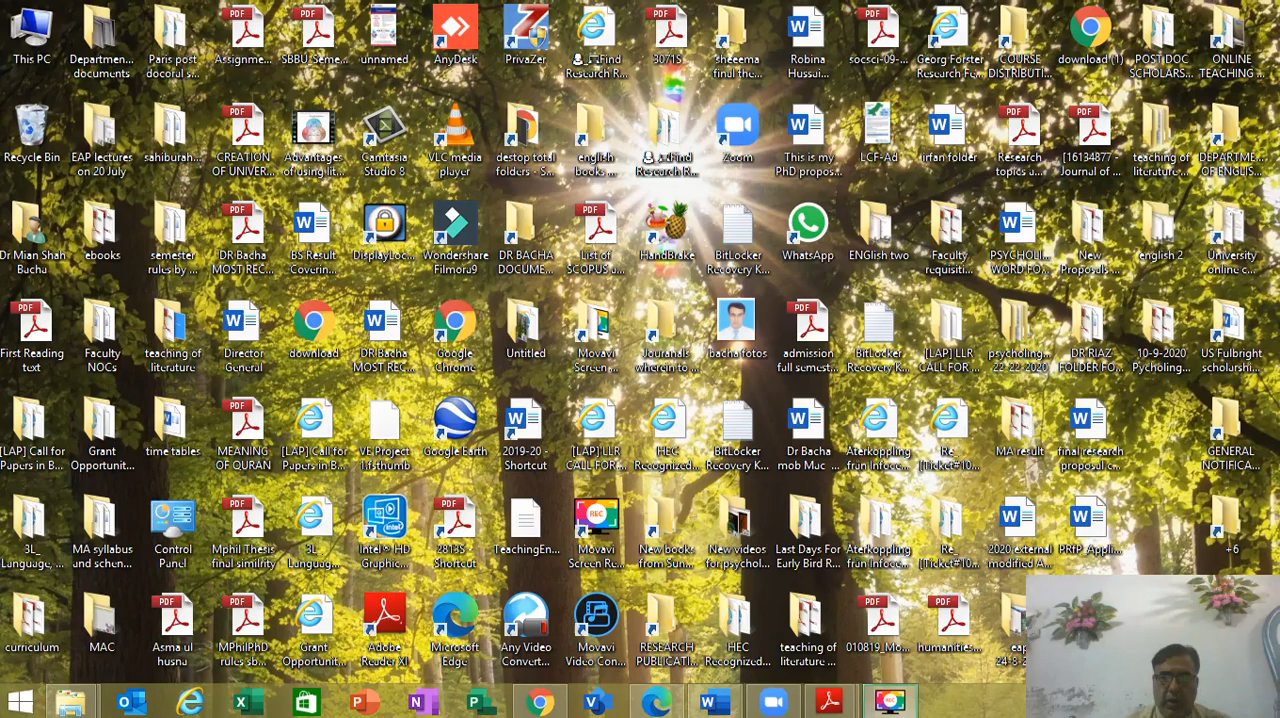 This PC
Departmen...
documents
Paris post
docoral s...
Assignme...
SBBU Seme...
unnamed
AnyDesk
PrivaZer
Find
Research R...
3071S
sheeema
final the...
Robina
Hussai...
socsci-09-...
Georg Forster
Research Fe...
COURSE
DISTRIBUTI...
download (1)
POST DOC
SCHOLARS...
ONLINE
TEACHING ...
Recycle Bin
EAP lectures
on 20 July
sahiburah...
CREATION
OF UNIVER...
Advantages
of using lit...
Camtasia
Studio 8
VLC media
player
destop total
folders - S...
english
books ...
Find
Research R...
Zoom
This is my
PhD propos...
LCF-Ad
irfan folder
Research
topics a...
[16134877 -
Journal of ...
teaching of
literature ...
DEPARTME...
OF ENGLIS...
Dr Mian Shah
Bacha
ebooks
semester
rules by ...
DR Bacha
MOST REC...
BS Result
Coverin...
DisplayLoc...
Wondershare
Filmora9
DR BACHA
DOCUME...
List of
SCOPUS a...
HandBrake
BitLocker
Recovery K...
WhatsApp
ENGlish two
Faculty
requisiti...
PSYCHOLI...
WORD FO...
New
Proposals ...
english 2
University
online c...
First Reading
text
Faculty
NOCs
teaching of
literature
Director
General
download
DR Bacha
MOST REC...
Google
Chrome
Untitled
Movavi
Screen ...
Jouranals
wherein to ...
bacha fotos
admission
full semest...
BitLocker
Recovery K...
[LAP] LLR
CALL FOR ...
psycholing...
22-22-2020
DR RIAZ
FOLDER FO...
10-9-2020
Pycholing...
US Fulbright
scholarshi...
[LAP] Call for
Papers in B...
Grant
Opportunit...
time tables
MEANING
OF QURAN
[LAP] Call for
Papers in B...
VE Project
1.fsthumb
Google Earth
2019-20 -
Shortcut
[LAP] LLR
CALL FOR...
HEC
Recognized...
BitLocker
Recovery K...
Dr Bacha
mob Mac ...
Aterkoppling
fran Infoce...
Re_
[Ticket#10...
MA result
final research
proposal c...
GENERAL
NOTIFICA...
3L_
Language, ...
MA syllabus
and schen...
Control
Panel
Mphil Thesis
final similrity
3L
Languag...
Intel® HD
Graphic...
2813S -
Shortcut
TeachingEn...
REC
Movavi
Screen Re...
New books
from Sun...
New videos
for psychol...
Last Days For
Early Bird R...
Aterkoppling
fran Infoce...
Re_
[Ticket#10...
2020 external
modified A...
PRfP_Appli...
+6
curriculum
MAC
Asma ul
husna
MPhilPhD
rules sb...
Grant
Opportunit...
Adobe
Reader XI
Microsoft
Edge
Any Video
Convert...
Movavi
Video Con...
RESEARCH
PUBLICATI...
HEC
Recognized...
teaching of
literature ...
010819_Mo...
humanities...
eap
24-8-2